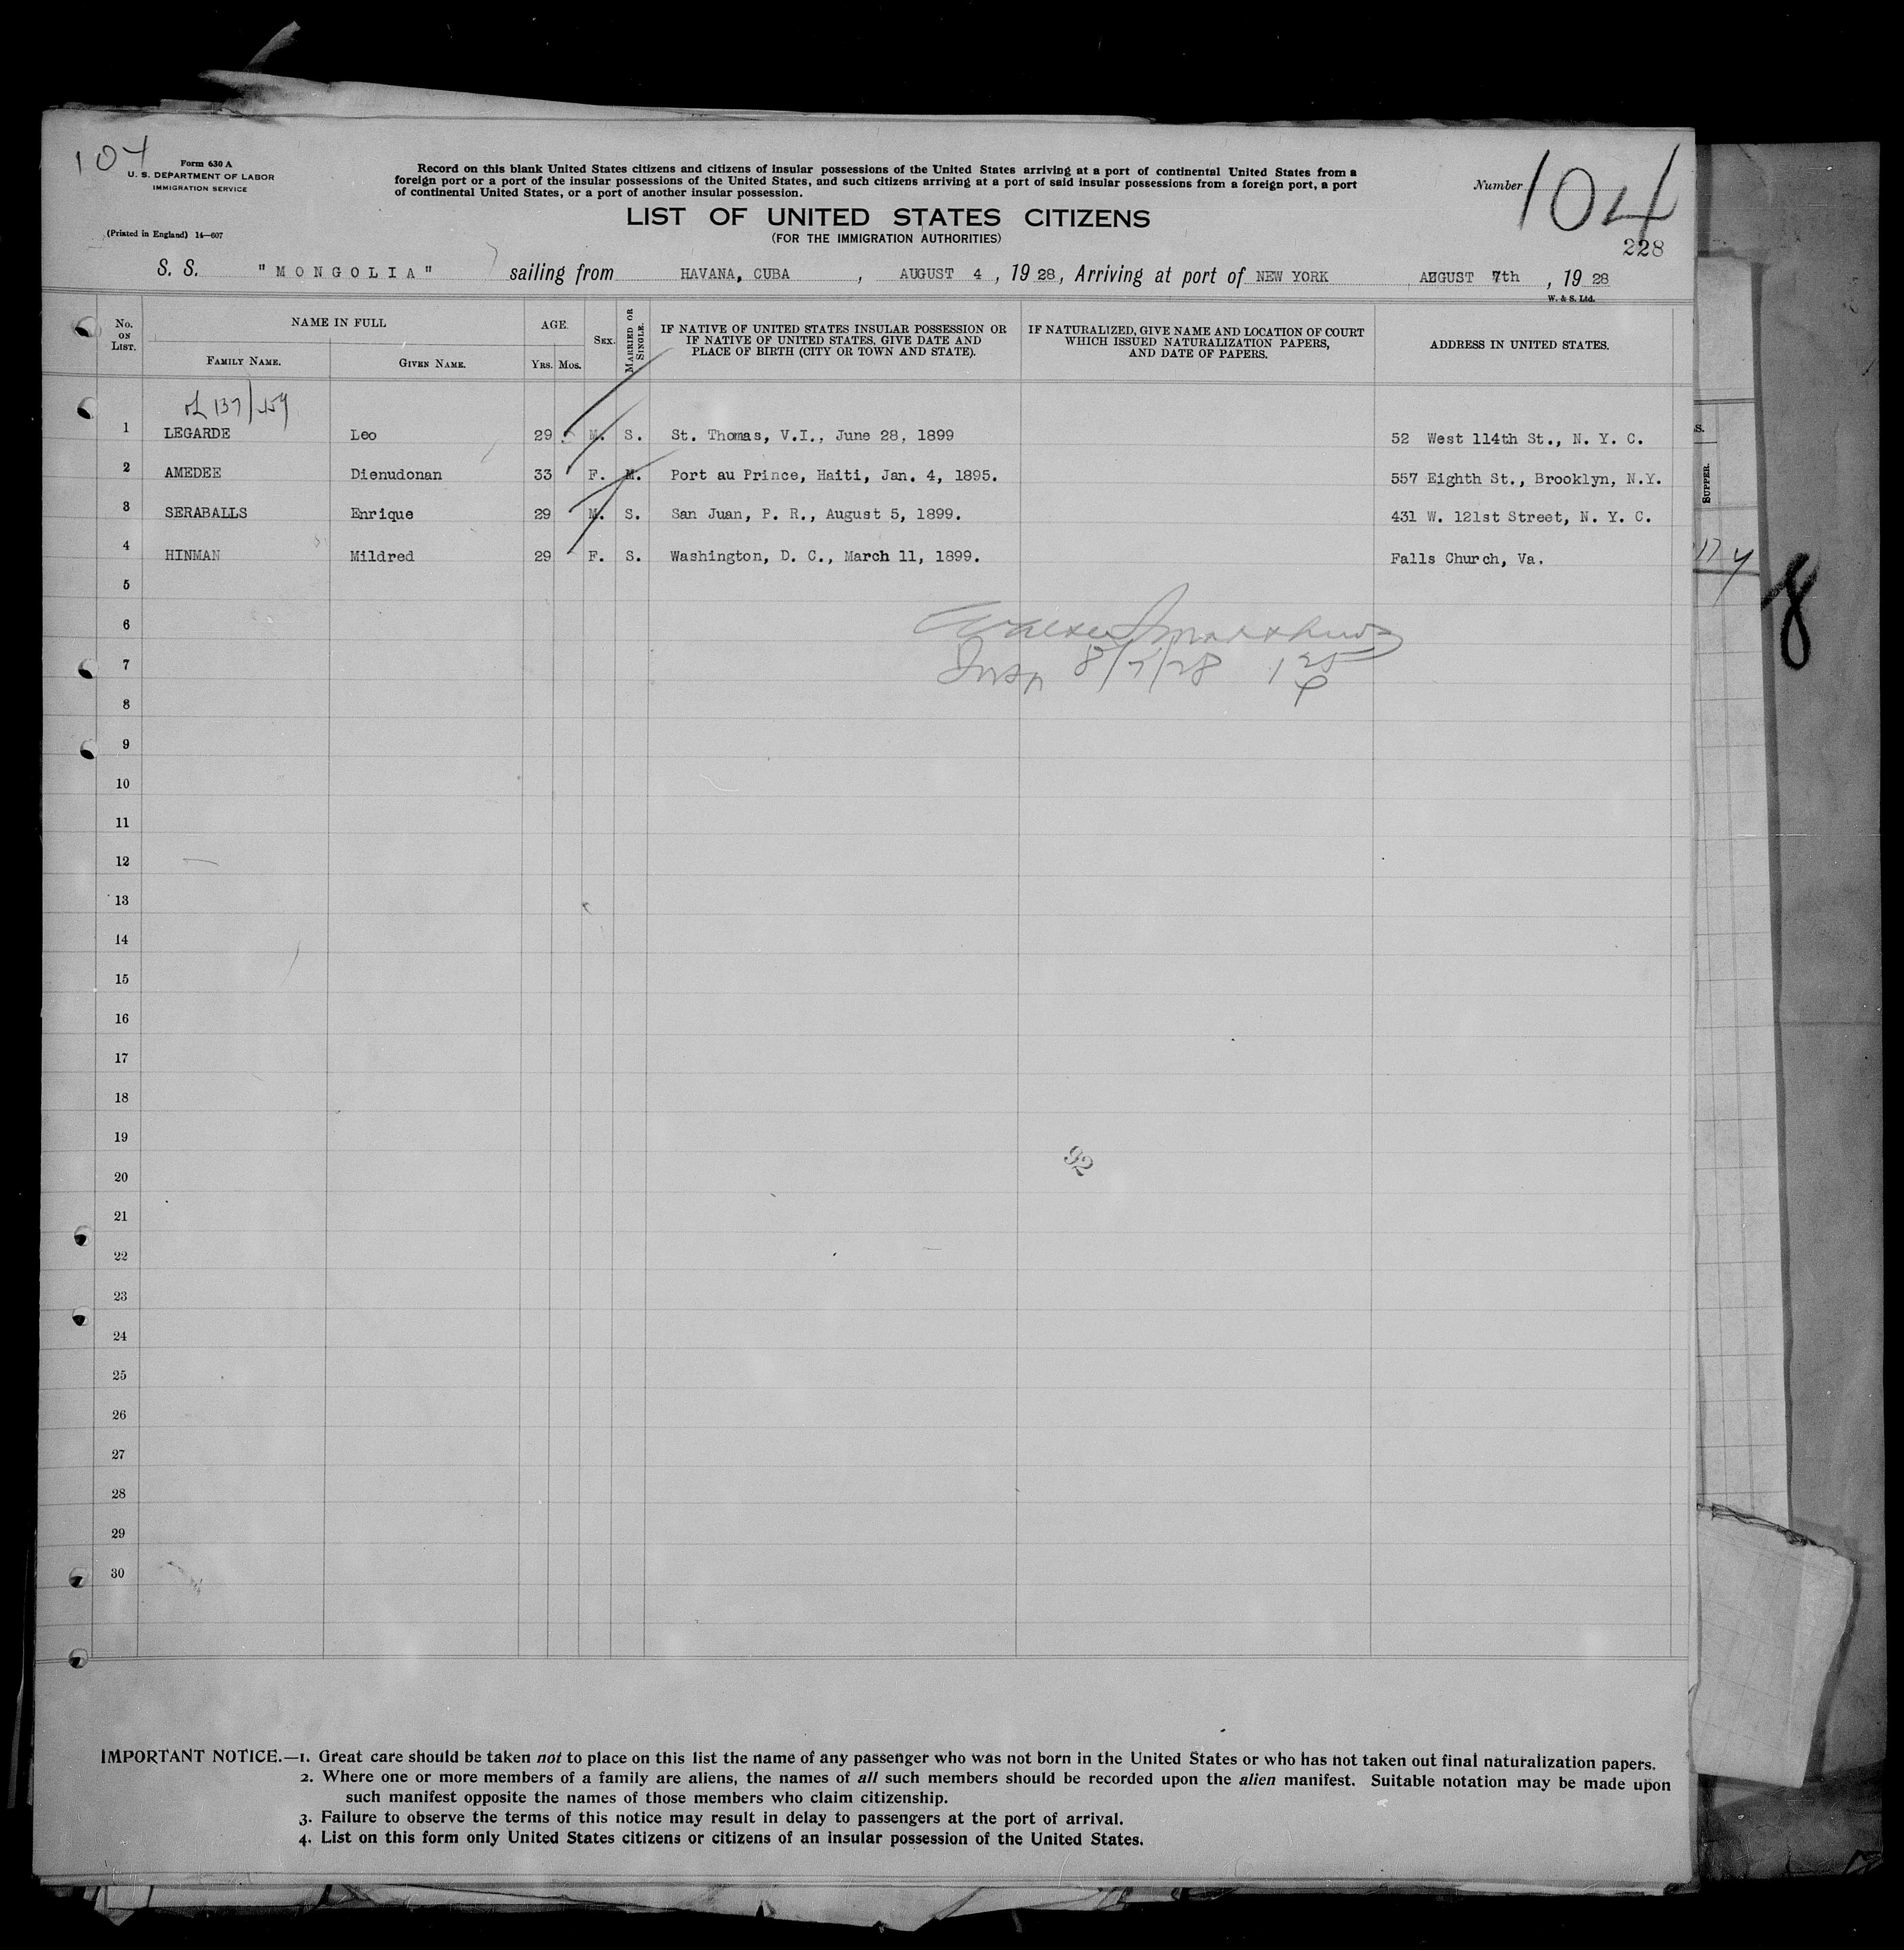 104
Form 630 A
U. S. DEPARTMENT OF LABOR
IMMIGRATION SERVICE
(Printed in England) 14—607
Record on this blank United States citizens and citizens of insular possessions of the United States arriving at a port of continental United States from a
foreign port or a port of the insular possessions of the United States, and such citizens arriving at a port of said insular possessions from a foreign port, a port
of continental United States, or a port of another insular possession.
LIST OF UNITED STATES CITIZENS
(FOR THE IMMIGRATION AUTHORITIES)
Number 104
228
S. S. "MONGOLIA" sailing from HAVANA, CUBA, AUGUST 4, 1928, Arriving at port of NEW YORK AUGUST 7th, 1928
W. & S. Ltd.
No. ON LIST.
NAME IN FULL
FAMILY NAME.
GIVEN NAME.
AGE.
YRS. MOS.
SEX.
MARRIED OR SINGLE.
IF NATIVE OF UNITED STATES INSULAR POSSESSION OR
IF NATIVE OF UNITED STATES, GIVE DATE AND
PLACE OF BIRTH (CITY OR TOWN AND STATE).
IF NATURALIZED, GIVE NAME AND LOCATION OF COURT
WHICH ISSUED NATURALIZATION PAPERS,
AND DATE OF PAPERS.
ADDRESS IN UNITED STATES.
1 LEGARDE Leo 29 M. S. St. Thomas, V.I., June 28, 1899 52 West 114th St., N. Y. C.
2 AMEDEE Dienudonan 33 F. M. Port au Prince, Haiti, Jan. 4, 1895. 557 Eighth St., Brooklyn, N.Y.
3 SERABALLS Enrique 29 M. S. San Juan, P. R., August 5, 1899. 431 W. 121st Street, N. Y. C.
4 HINMAN Mildred 29 F. S. Washington, D. C., March 11, 1899. Falls Church, Va.
5
6
7 Insp 8/7/28
8
9
10
11
12
13
14
15
16
17
18
19
92
20
21
22
23
24
25
26
27
28
29
30
SUPPER.
8
IMPORTANT NOTICE.—1. Great care should be taken not to place on this list the name of any passenger who was not born in the United States or who has not taken out final naturalization papers.
2. Where one or more members of a family are aliens, the names of all such members should be recorded upon the alien manifest. Suitable notation may be made upon
such manifest opposite the names of those members who claim citizenship.
3. Failure to observe the terms of this notice may result in delay to passengers at the port of arrival.
4. List on this form only United States citizens or citizens of an insular possession of the United States.